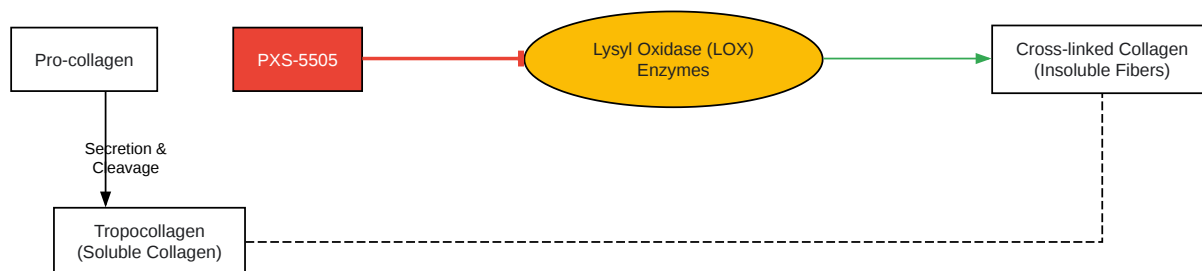 Pro-collagen
PXS-5505
Lysyl Oxidase (LOX)
Enzymes
Cross-linked Collagen
(Insoluble Fibers)
Secretion &
Cleavage
Tropocollagen
(Soluble Collagen)